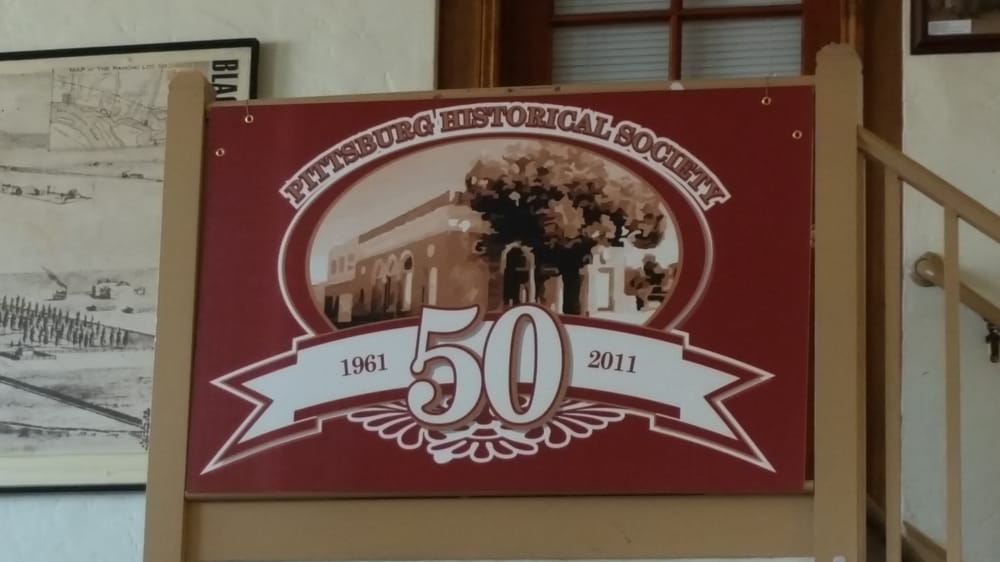 PITTSBURG HISTORICAL SOCIETY
1961 50 2011